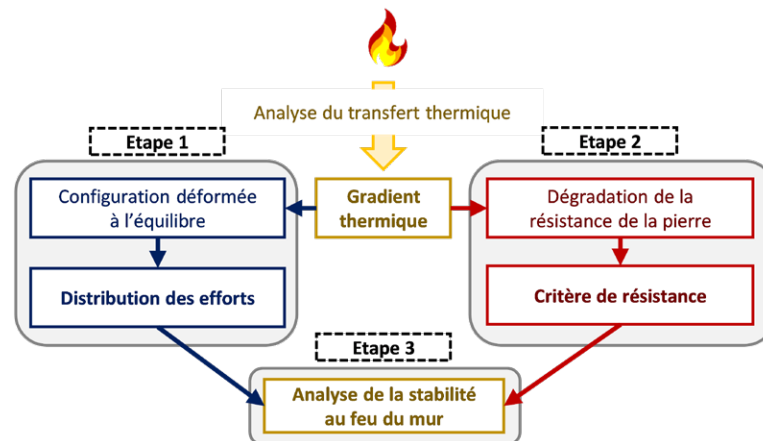 Analyse du transfert thermique
Etape 1
Etape 2
Configuration déformée
à l'équilibre
Gradient
thermique
Dégradation de la
résistance de la pierre
Distribution des efforts
Critère de résistance
Etape 3
Analyse de la stabilité
au feu du mur